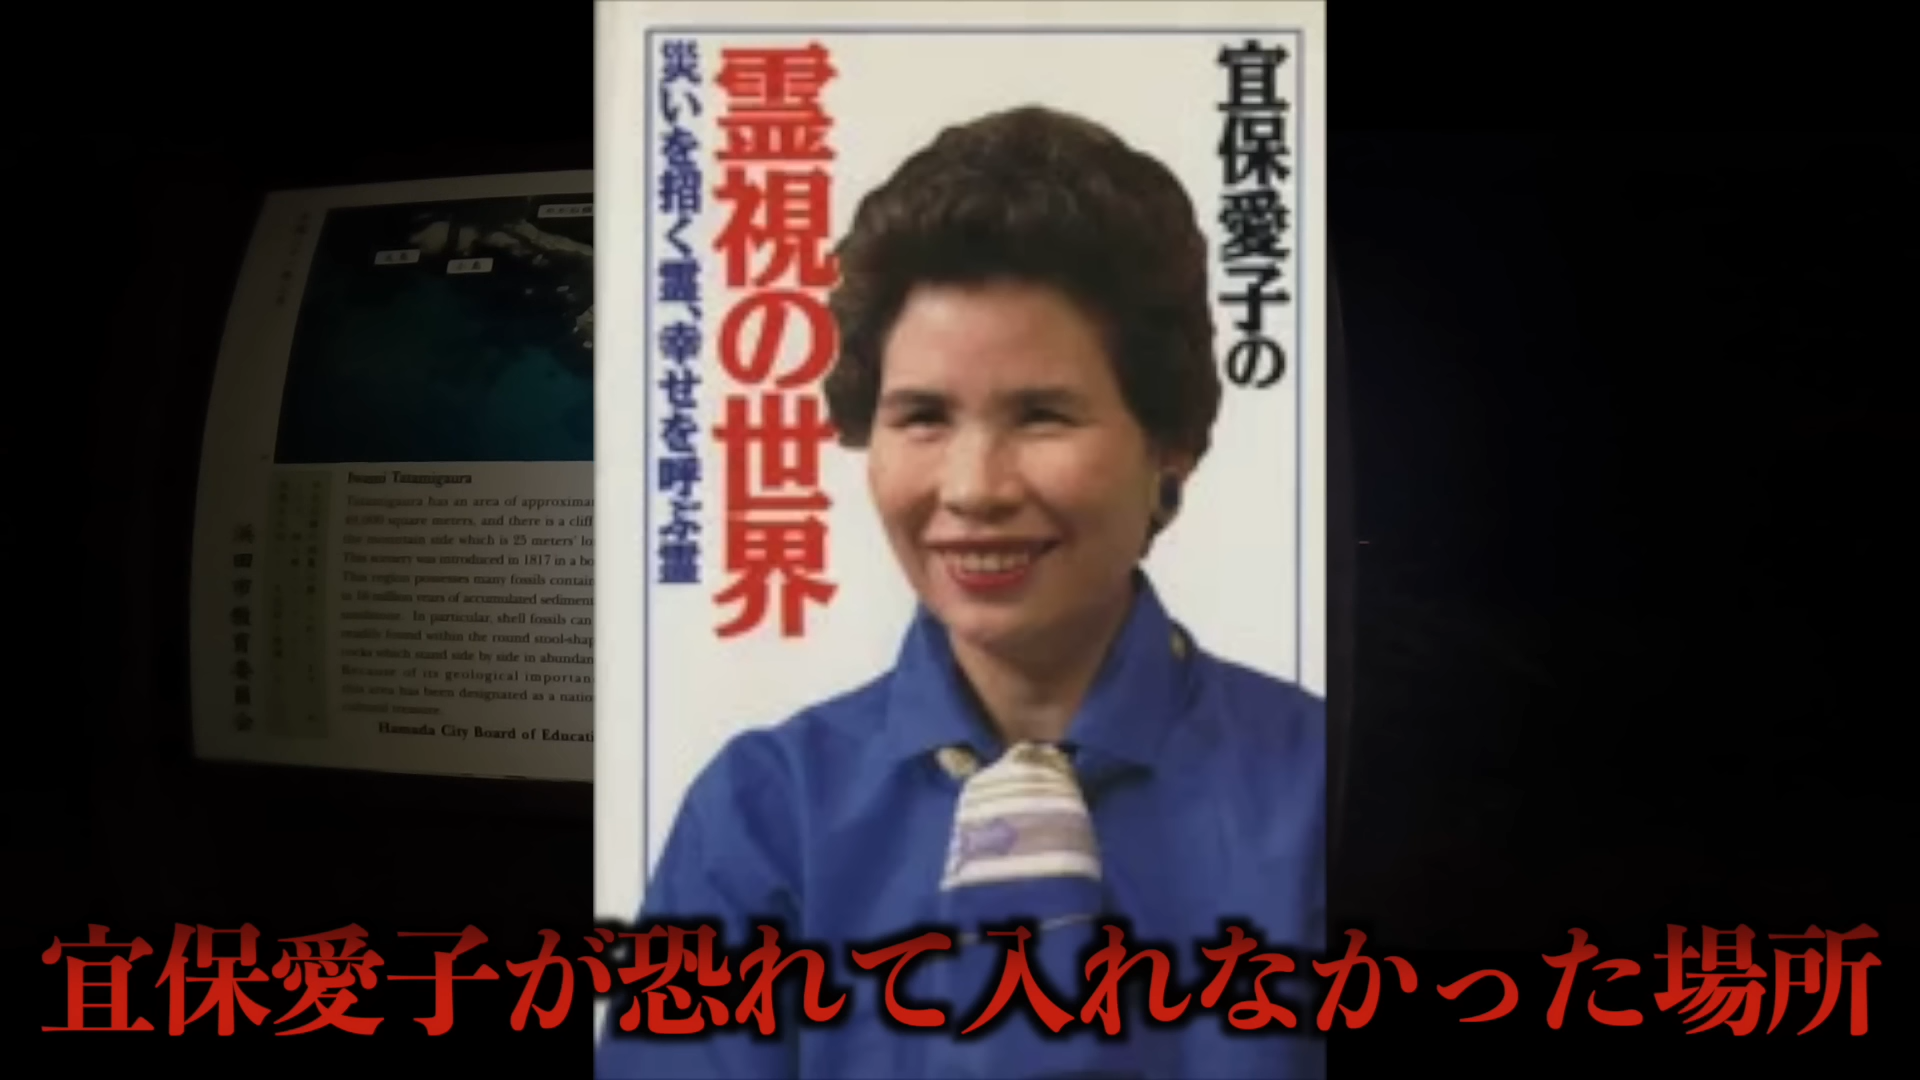 宜保愛子の
霊視の世界
災いを招く霊、幸せを呼ぶ霊
Iwami Tatamigaura
Tatamigaura has an area of approxima
49,000 square meters, and there is a cliff
the mountain side which is 25 meters' lo
This scenery was introduced in 1817 in a bo
This region possesses many fossils contain
in 16 million years of accumulated sedimen
sandstone. In particular, shell fossils can
readily found within the round stool-shap
rocks which stand side by side in abundan
Because of its geological importan
this area has been designated as a natio
cultural treasure.
Hamada City Board of Educati
浜田市教育委員会
宜保愛子が恐れて入れなかった場所